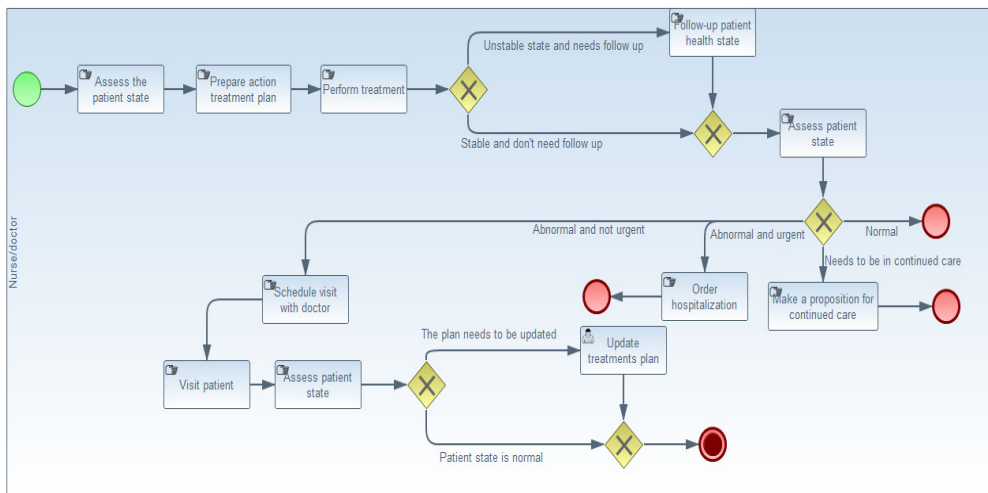 Nurse/doctor
Assess the
patient state
Prepare action
treatment plan
Perform treatment
Unstable state and needs follow up
Follow-up patient
health state
Stable and don't need follow up
Assess patient
state
Abnormal and not urgent
Abnormal and urgent
Normal
Needs to be in continued care
Schedule visit
with doctor
Order
hospitalization
Make a proposition for
continued care
Visit patient
Assess patient
state
The plan needs to be updated
Update
treatments plan
Patient state is normal